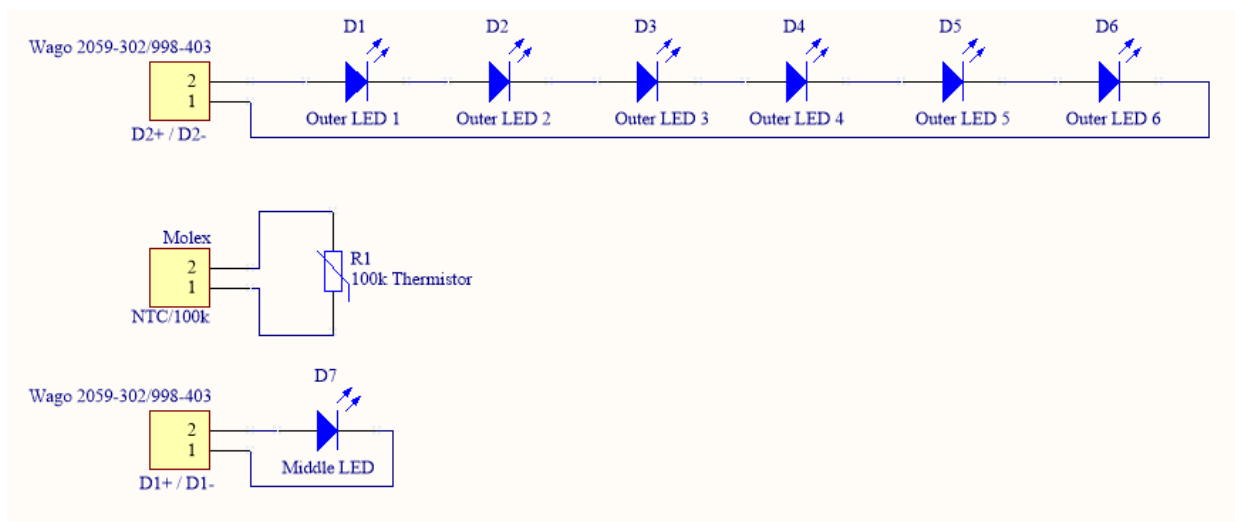 D1 D2 D3 D4 D5 D6
Wago 2059-302/998-403
2
1
Outer LED 1 Outer LED 2 Outer LED 3 Outer LED 4 Outer LED 5 Outer LED 6
D2+ / D2-
Molex
2
1
R1
100k Thermistor
NTC/100k
D7
Wago 2059-302/998-403
2
1
Middle LED
D1+ / D1-